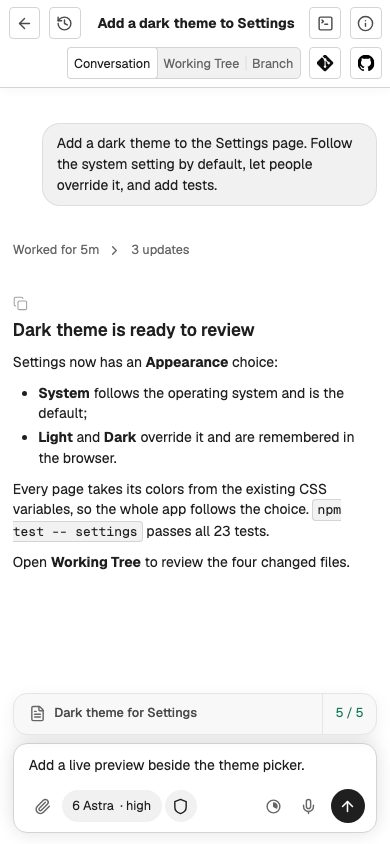 Add a dark theme to Settings
Conversation
Working Tree
Branch
Add a dark theme to the Settings page. Follow
the system setting by default, let people
override it, and add tests.
Worked for 5m
3 updates
Dark theme is ready to review
Settings now has an Appearance choice:
• System follows the operating system and is the
default;
• Light and Dark override it and are remembered in
the browser.
Every page takes its colors from the existing CSS
variables, so the whole app follows the choice. npm
test -- settings passes all 23 tests.
Open Working Tree to review the four changed files.
Dark theme for Settings
5 / 5
Add a live preview beside the theme picker.
6 Astra · high